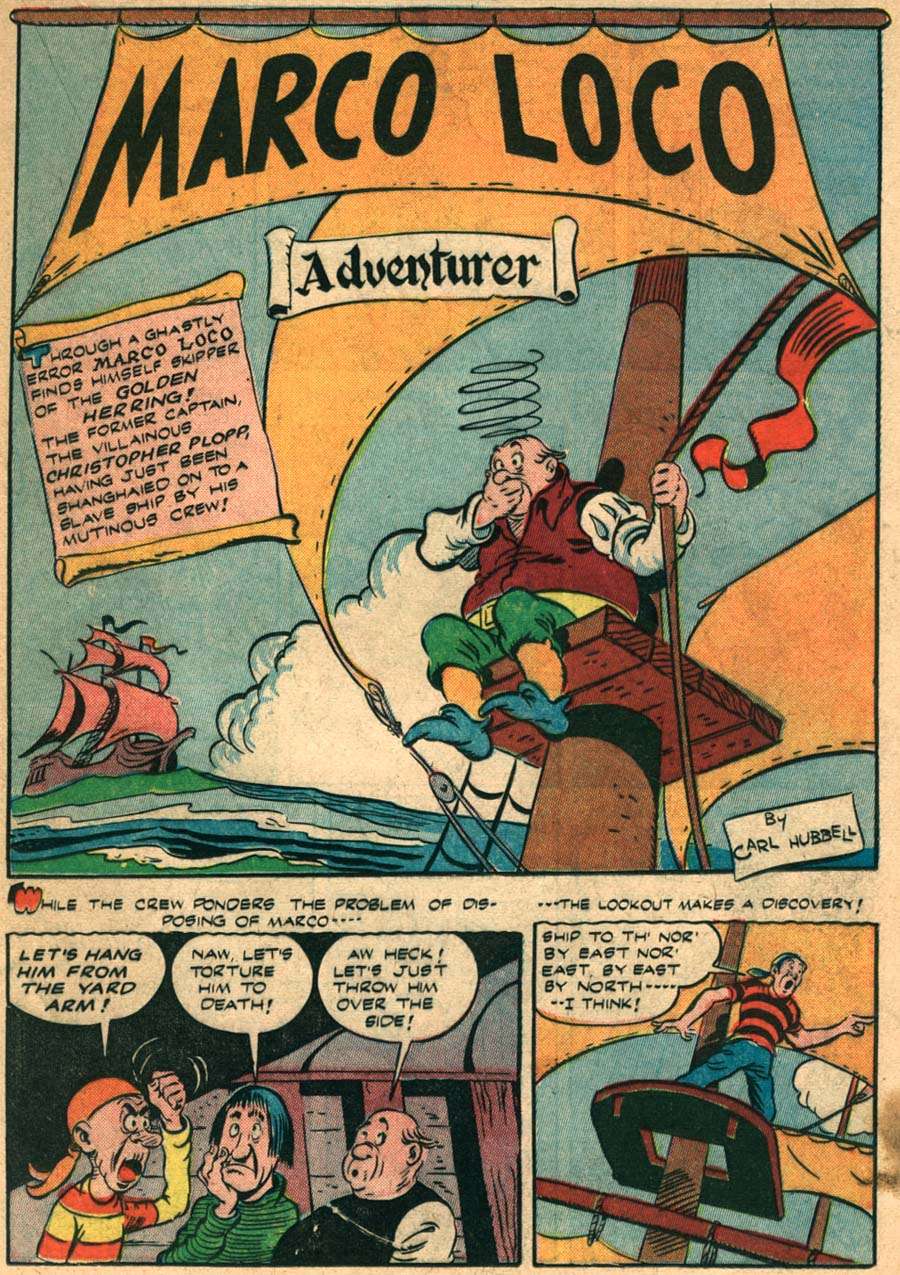 MARCO LOCO
Adventurer
THROUGH A GHASTLY
ERROR MARCO LOCO
FINDS HIMSELF SKIPPER
OF THE GOLDEN
HERRING!
THE FORMER CAPTAIN,
THE VILLAINOUS
CHRISTOPHER PLOPP,
HAVING JUST BEEN
SHANGHAIED ON TO A
SLAVE SHIP BY HIS
MUTINOUS CREW!
By
CARL HUBBELL
WHILE THE CREW PONDERS THE PROBLEM OF DIS-
POSING OF MARCO----
LET'S HANG
HIM FROM
THE YARD
ARM!
NAW, LET'S
TORTURE
HIM TO
DEATH!
AW HECK!
LET'S JUST
THROW HIM
OVER THE
SIDE!
---THE LOOKOUT MAKES A DISCOVERY!
SHIP TO TH' NOR'
BY EAST NOR'
EAST, BY EAST
BY NORTH----
--I THINK!